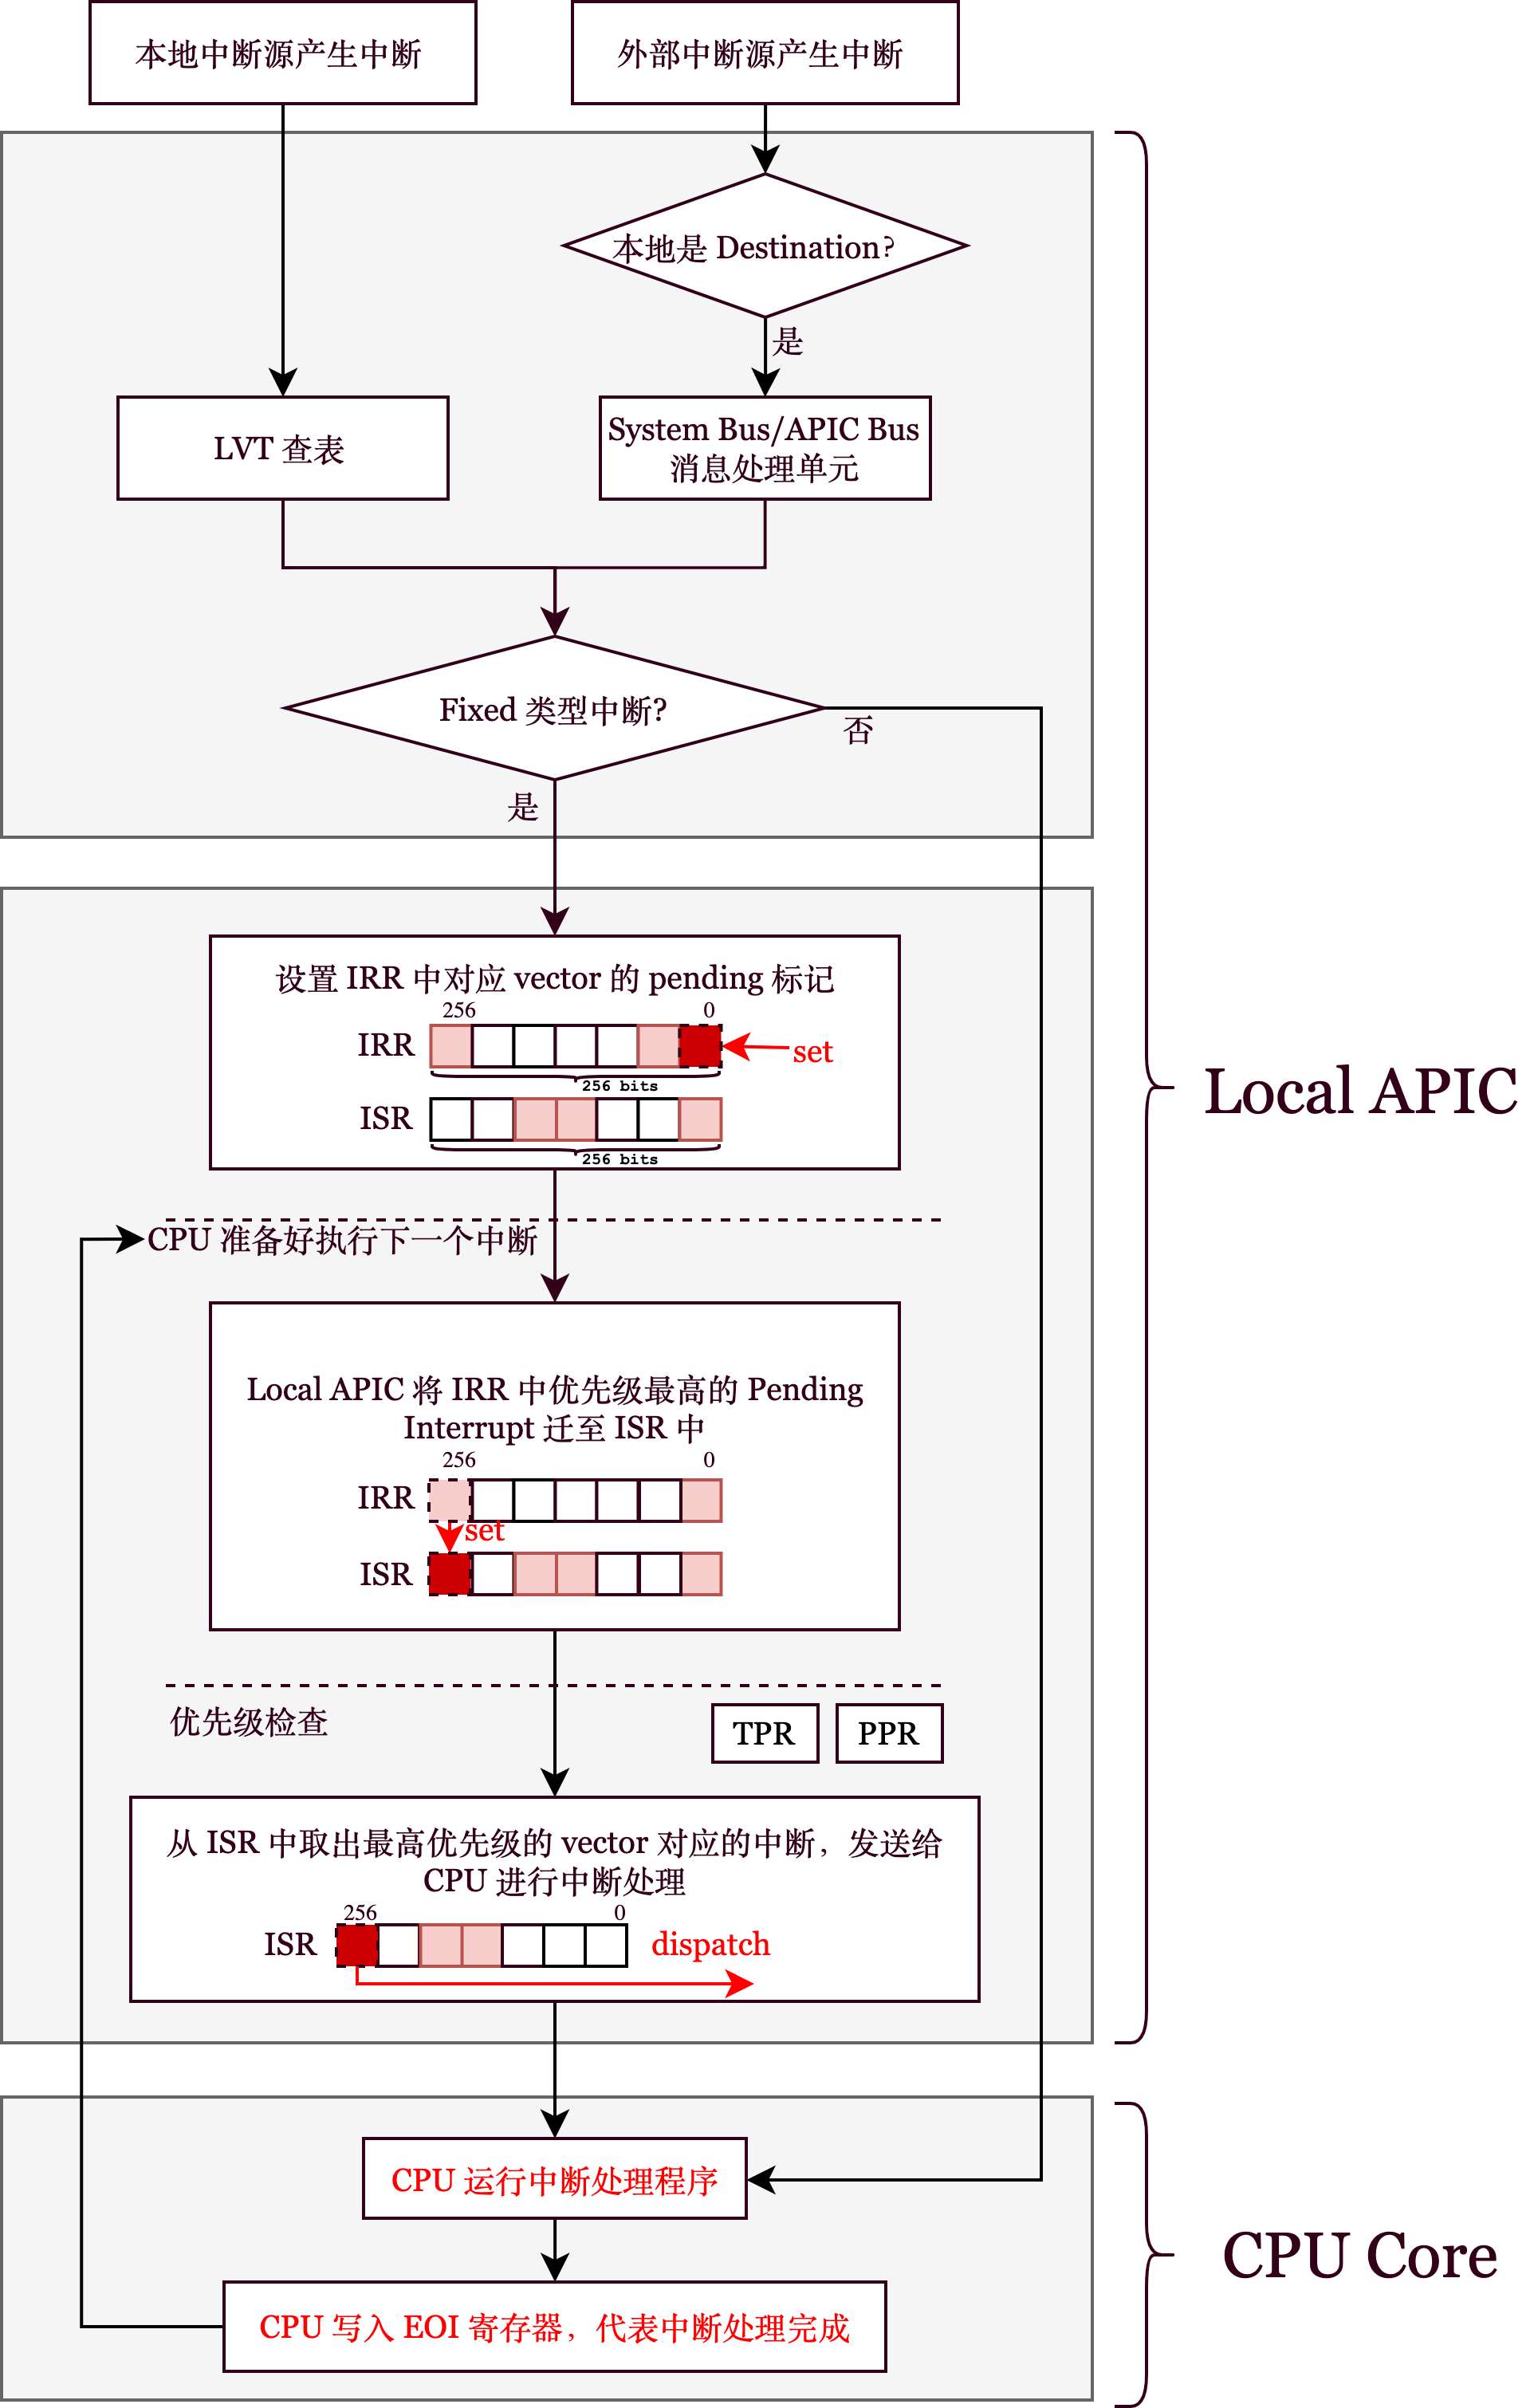 本地中断源产生中断
外部中断源产生中断
本地是 Destination?
是
LVT 查表
System Bus/APIC Bus
消息处理单元
Fixed 类型中断?
否
是
设置 IRR 中对应 vector 的 pending 标记
256 0
IRR
set
256 bits
ISR
256 bits
Local APIC
CPU 准备好执行下一个中断
Local APIC 将 IRR 中优先级最高的 Pending
Interrupt 迁至 ISR 中
256 0
IRR
set
ISR
优先级检查
TPR PPR
从 ISR 中取出最高优先级的 vector 对应的中断，发送给
CPU 进行中断处理
256 0
ISR
dispatch
CPU 运行中断处理程序
CPU Core
CPU 写入 EOI 寄存器，代表中断处理完成